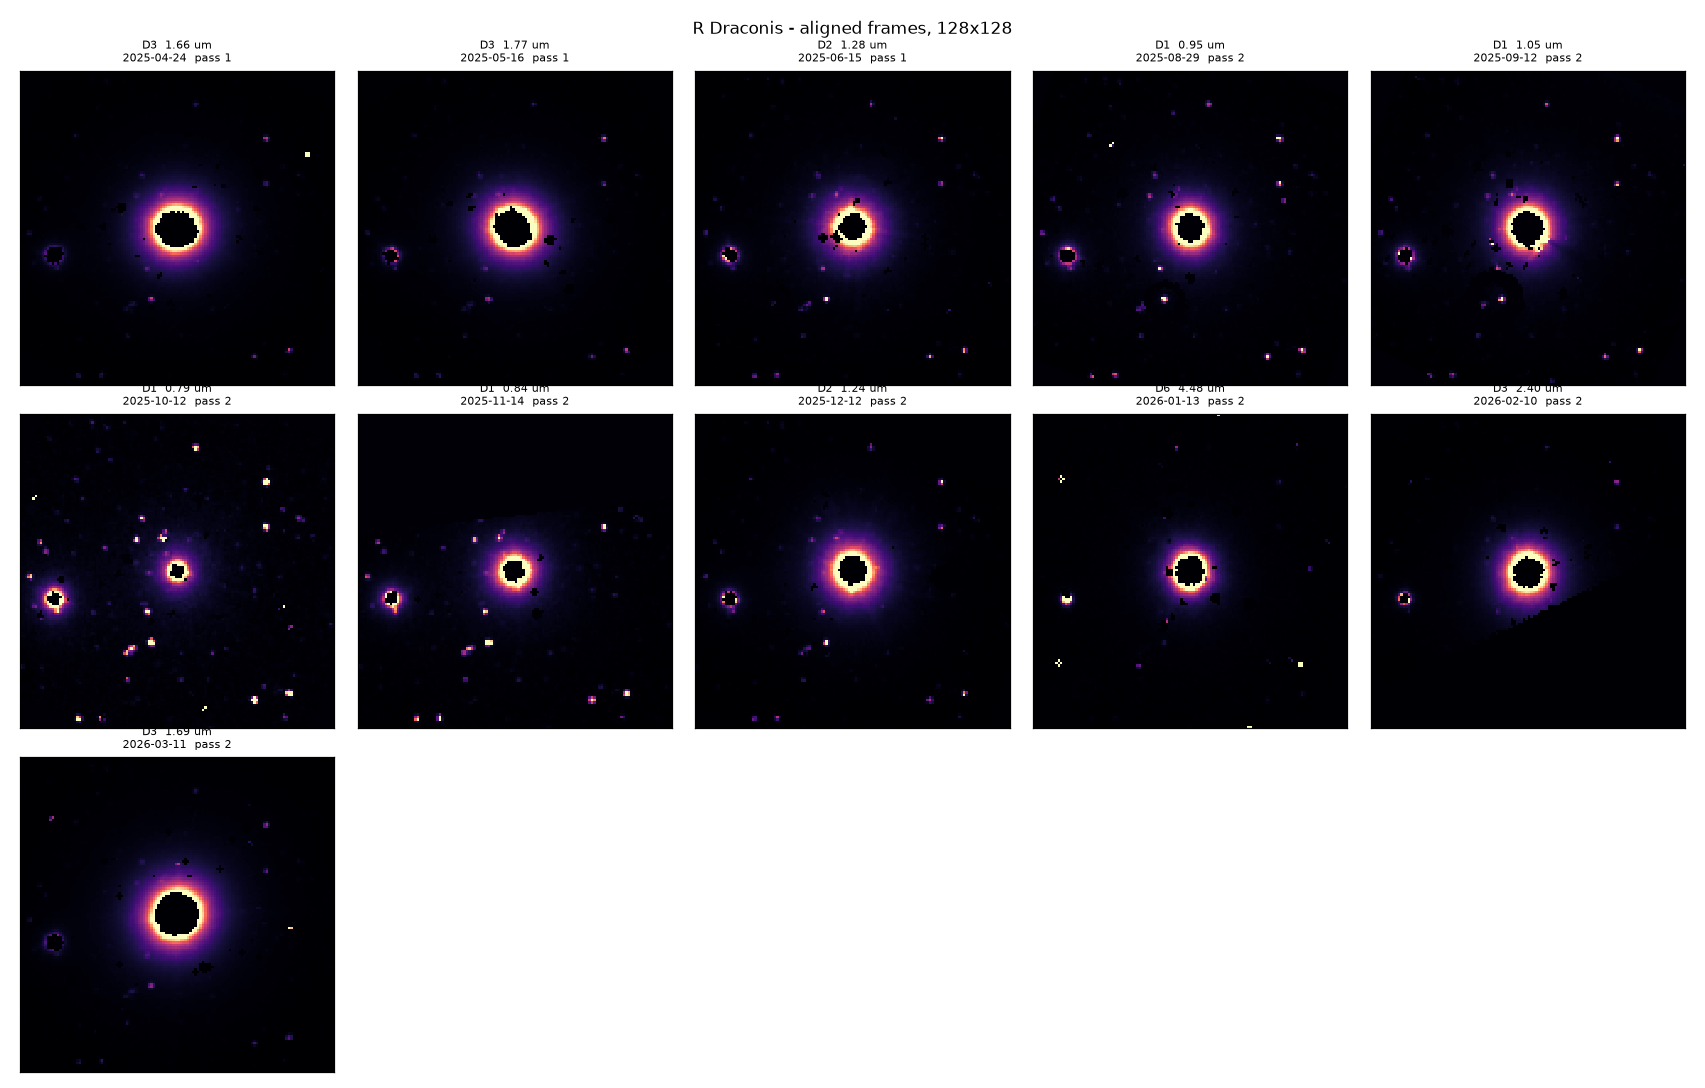 R Draconis - aligned frames, 128x128
D3 1.66 um
2025-04-24 pass 1
D3 1.77 um
2025-05-16 pass 1
D2 1.28 um
2025-06-15 pass 1
D1 0.95 um
2025-08-29 pass 2
D1 1.05 um
2025-09-12 pass 2
D1 0.79 um
2025-10-12 pass 2
D1 0.84 um
2025-11-14 pass 2
D2 1.24 um
2025-12-12 pass 2
D6 4.48 um
2026-01-13 pass 2
D3 2.40 um
2026-02-10 pass 2
D3 1.69 um
2026-03-11 pass 2